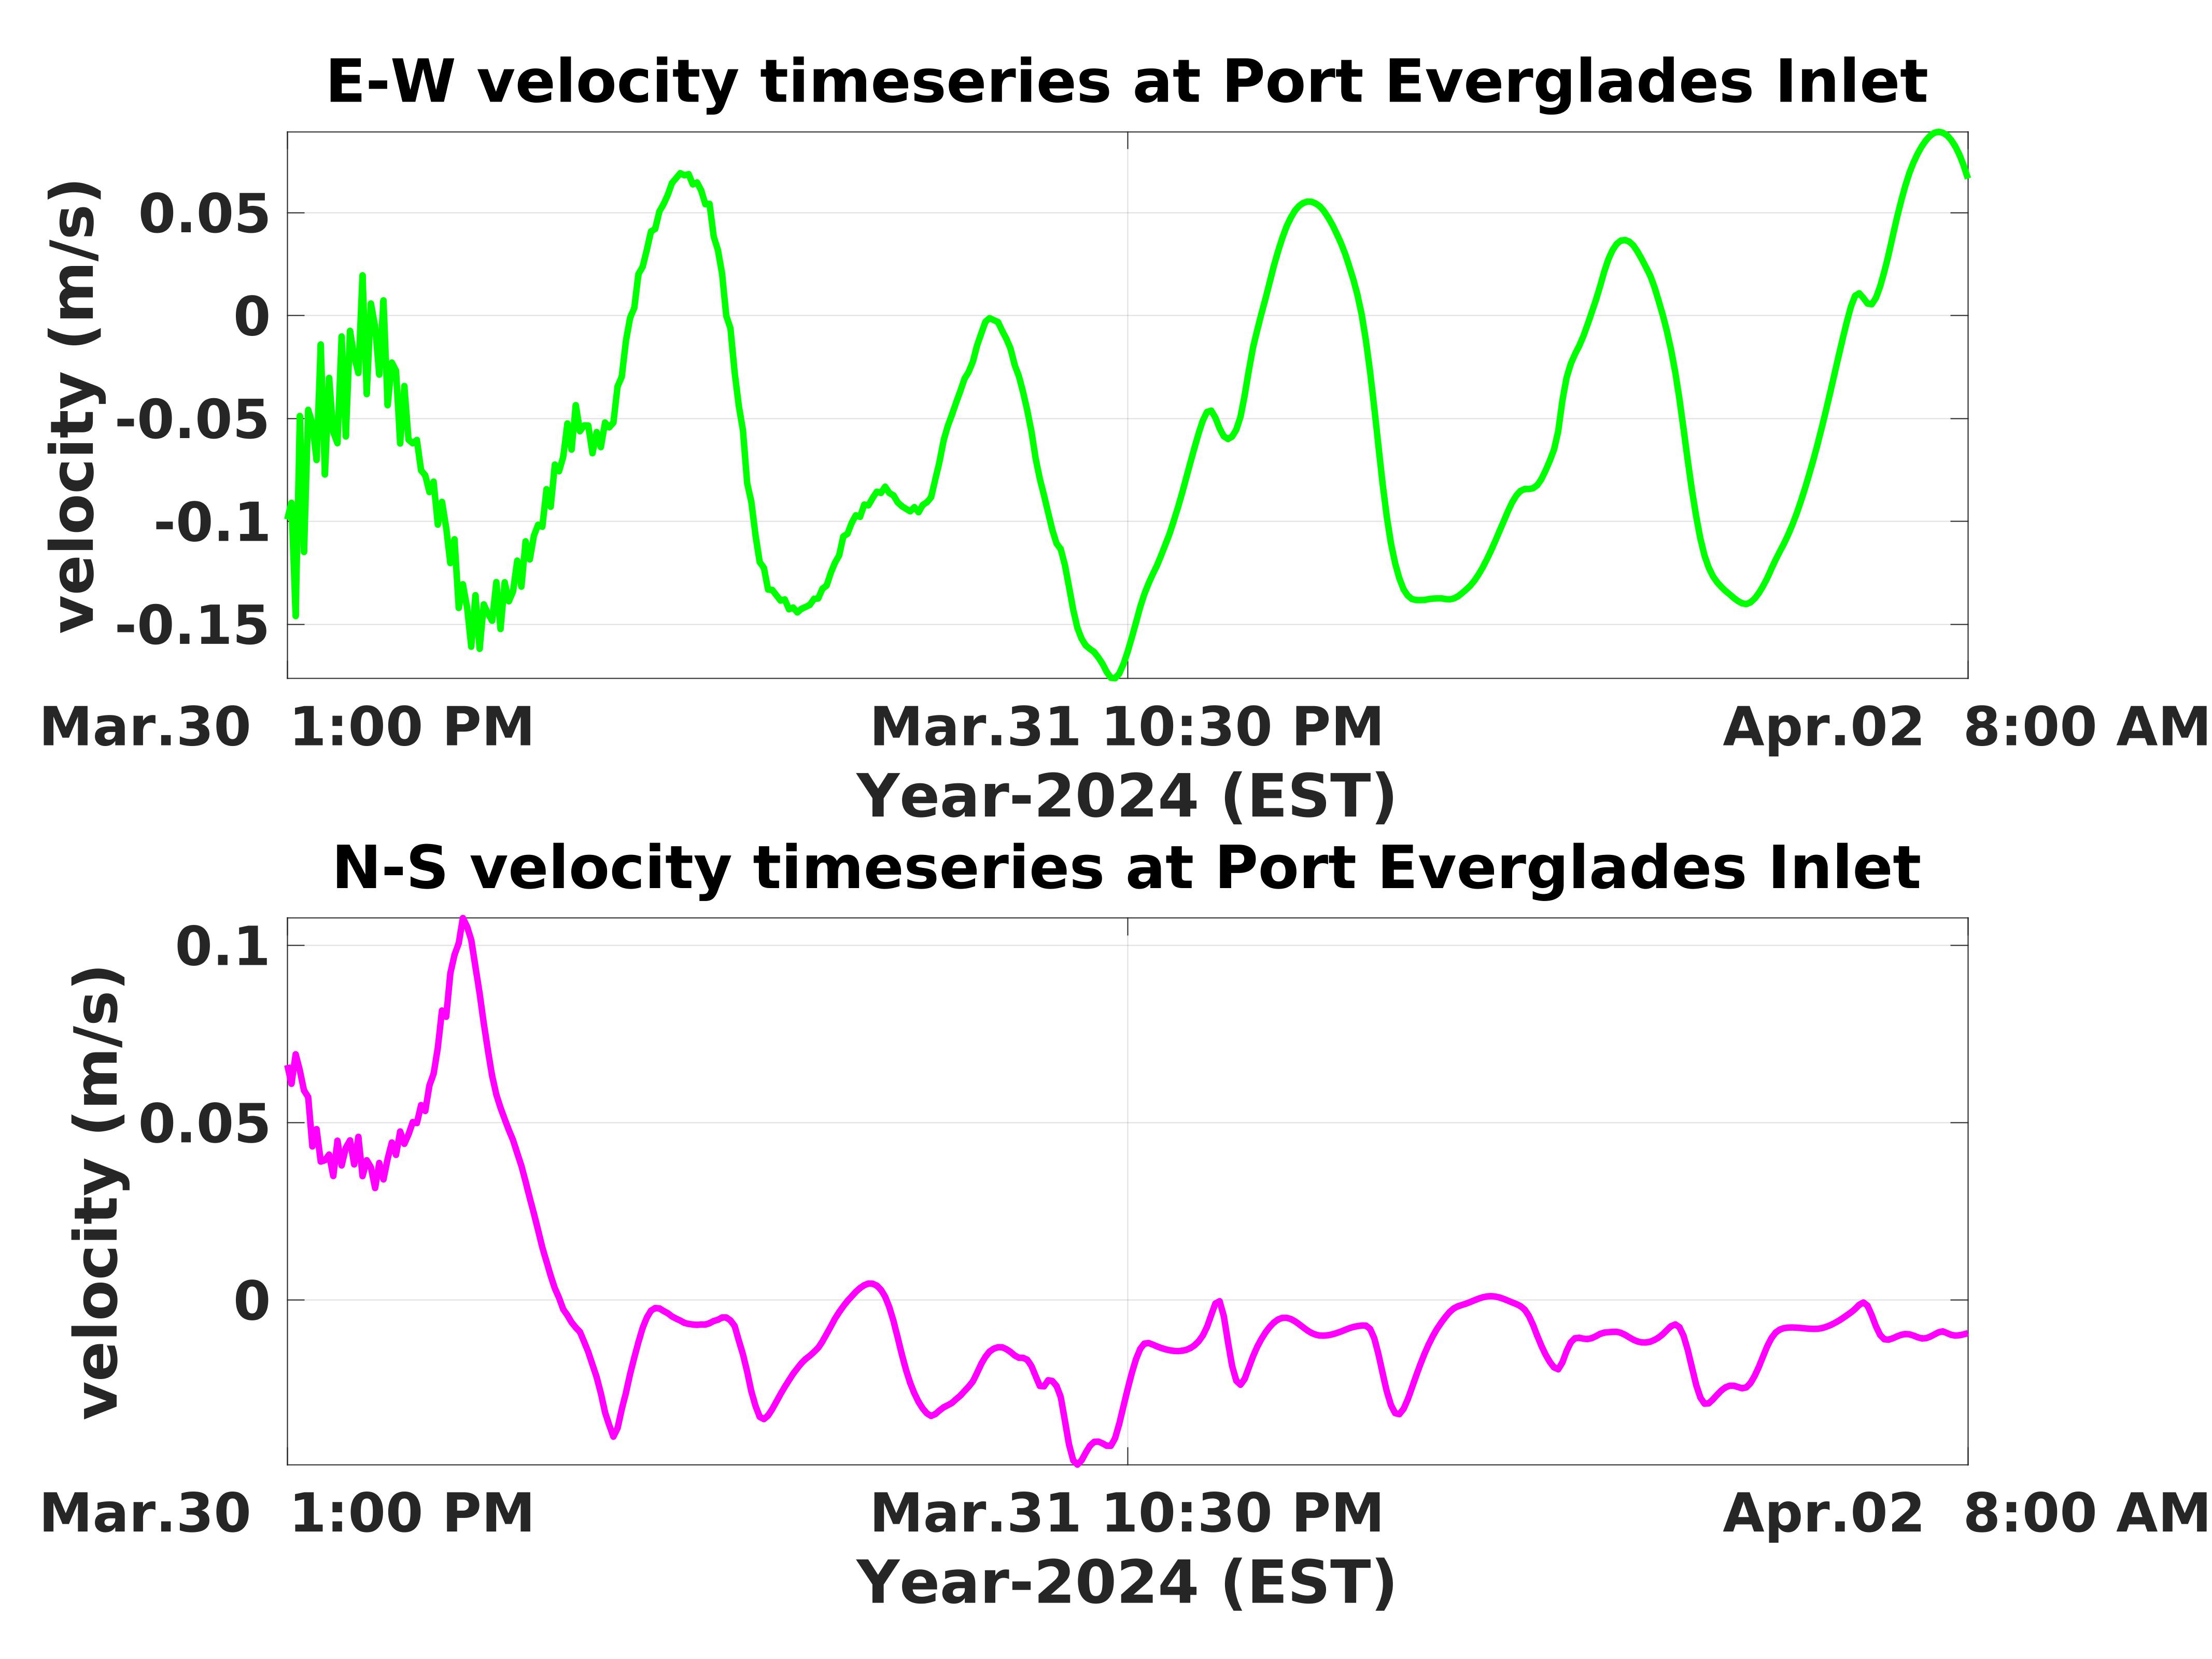 E-W velocity timeseries at Port Everglades Inlet
velocity (m/s)
0.05
0
-0.05
-0.1
-0.15
Mar.30  1:00 PM
Mar.31 10:30 PM
Apr.02  8:00 AM
Year-2024 (EST)
N-S velocity timeseries at Port Everglades Inlet
velocity (m/s)
0.1
0.05
0
Mar.30  1:00 PM
Mar.31 10:30 PM
Apr.02  8:00 AM
Year-2024 (EST)